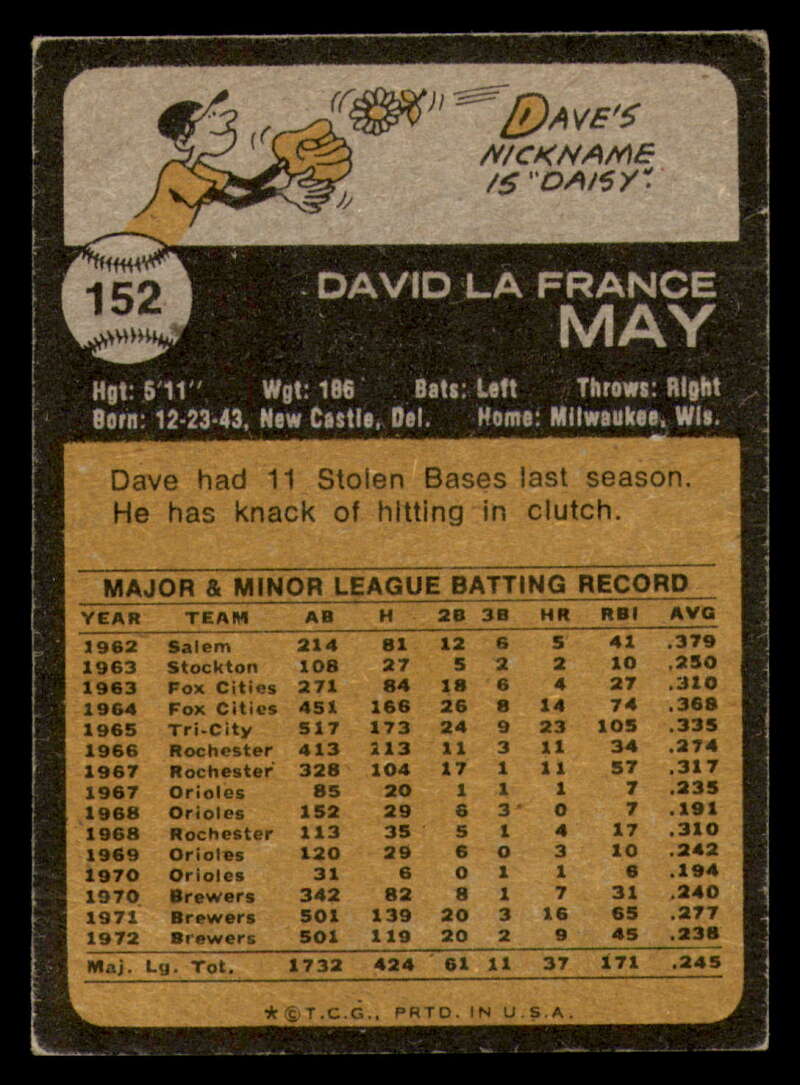 DAVE'S
NICKNAME
IS "DAISY".
152
DAVID LA FRANCE
MAY
Hgt: 5'11" Wgt: 186 Bats: Left Throws: Right
Born: 12-23-43, New Castle, Del. Home: Milwaukee, Wis.
Dave had 11 Stolen Bases last season.
He has knack of hitting in clutch.
MAJOR & MINOR LEAGUE BATTING RECORD
YEAR TEAM AB H 2B 3B HR RBI AVG
1962 Salem 214 81 12 6 5 41 .379
1963 Stockton 108 27 5 2 2 10 .250
1963 Fox Cities 271 84 18 6 4 27 .310
1964 Fox Cities 451 166 26 8 14 74 .368
1965 Tri-City 517 173 24 9 23 105 .335
1966 Rochester 413 113 11 3 11 34 .274
1967 Rochester 328 104 17 1 11 57 .317
1967 Orioles 85 20 1 1 1 7 .235
1968 Orioles 152 29 6 3 0 7 .191
1968 Rochester 113 35 5 1 4 17 .310
1969 Orioles 120 29 6 0 3 10 .242
1970 Orioles 31 6 0 1 1 6 .194
1970 Brewers 342 82 8 1 7 31 .240
1971 Brewers 501 139 20 3 16 65 .277
1972 Brewers 501 119 20 2 9 45 .238
Maj. Lg. Tot. 1732 424 61 11 37 171 .245
*©T.C.G., PRTD. IN U.S.A.